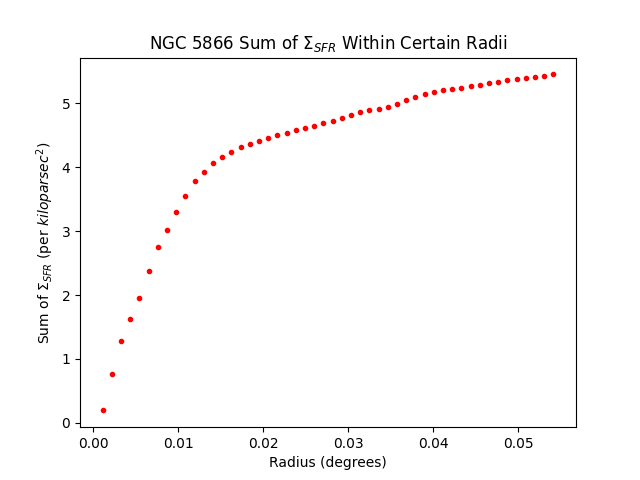 NGC 5866 Sum of Σ_SFR Within Certain Radii
Sum of Σ_SFR (per kiloparsec²)
5
4
3
2
1
0
0.00 0.01 0.02 0.03 0.04 0.05
Radius (degrees)